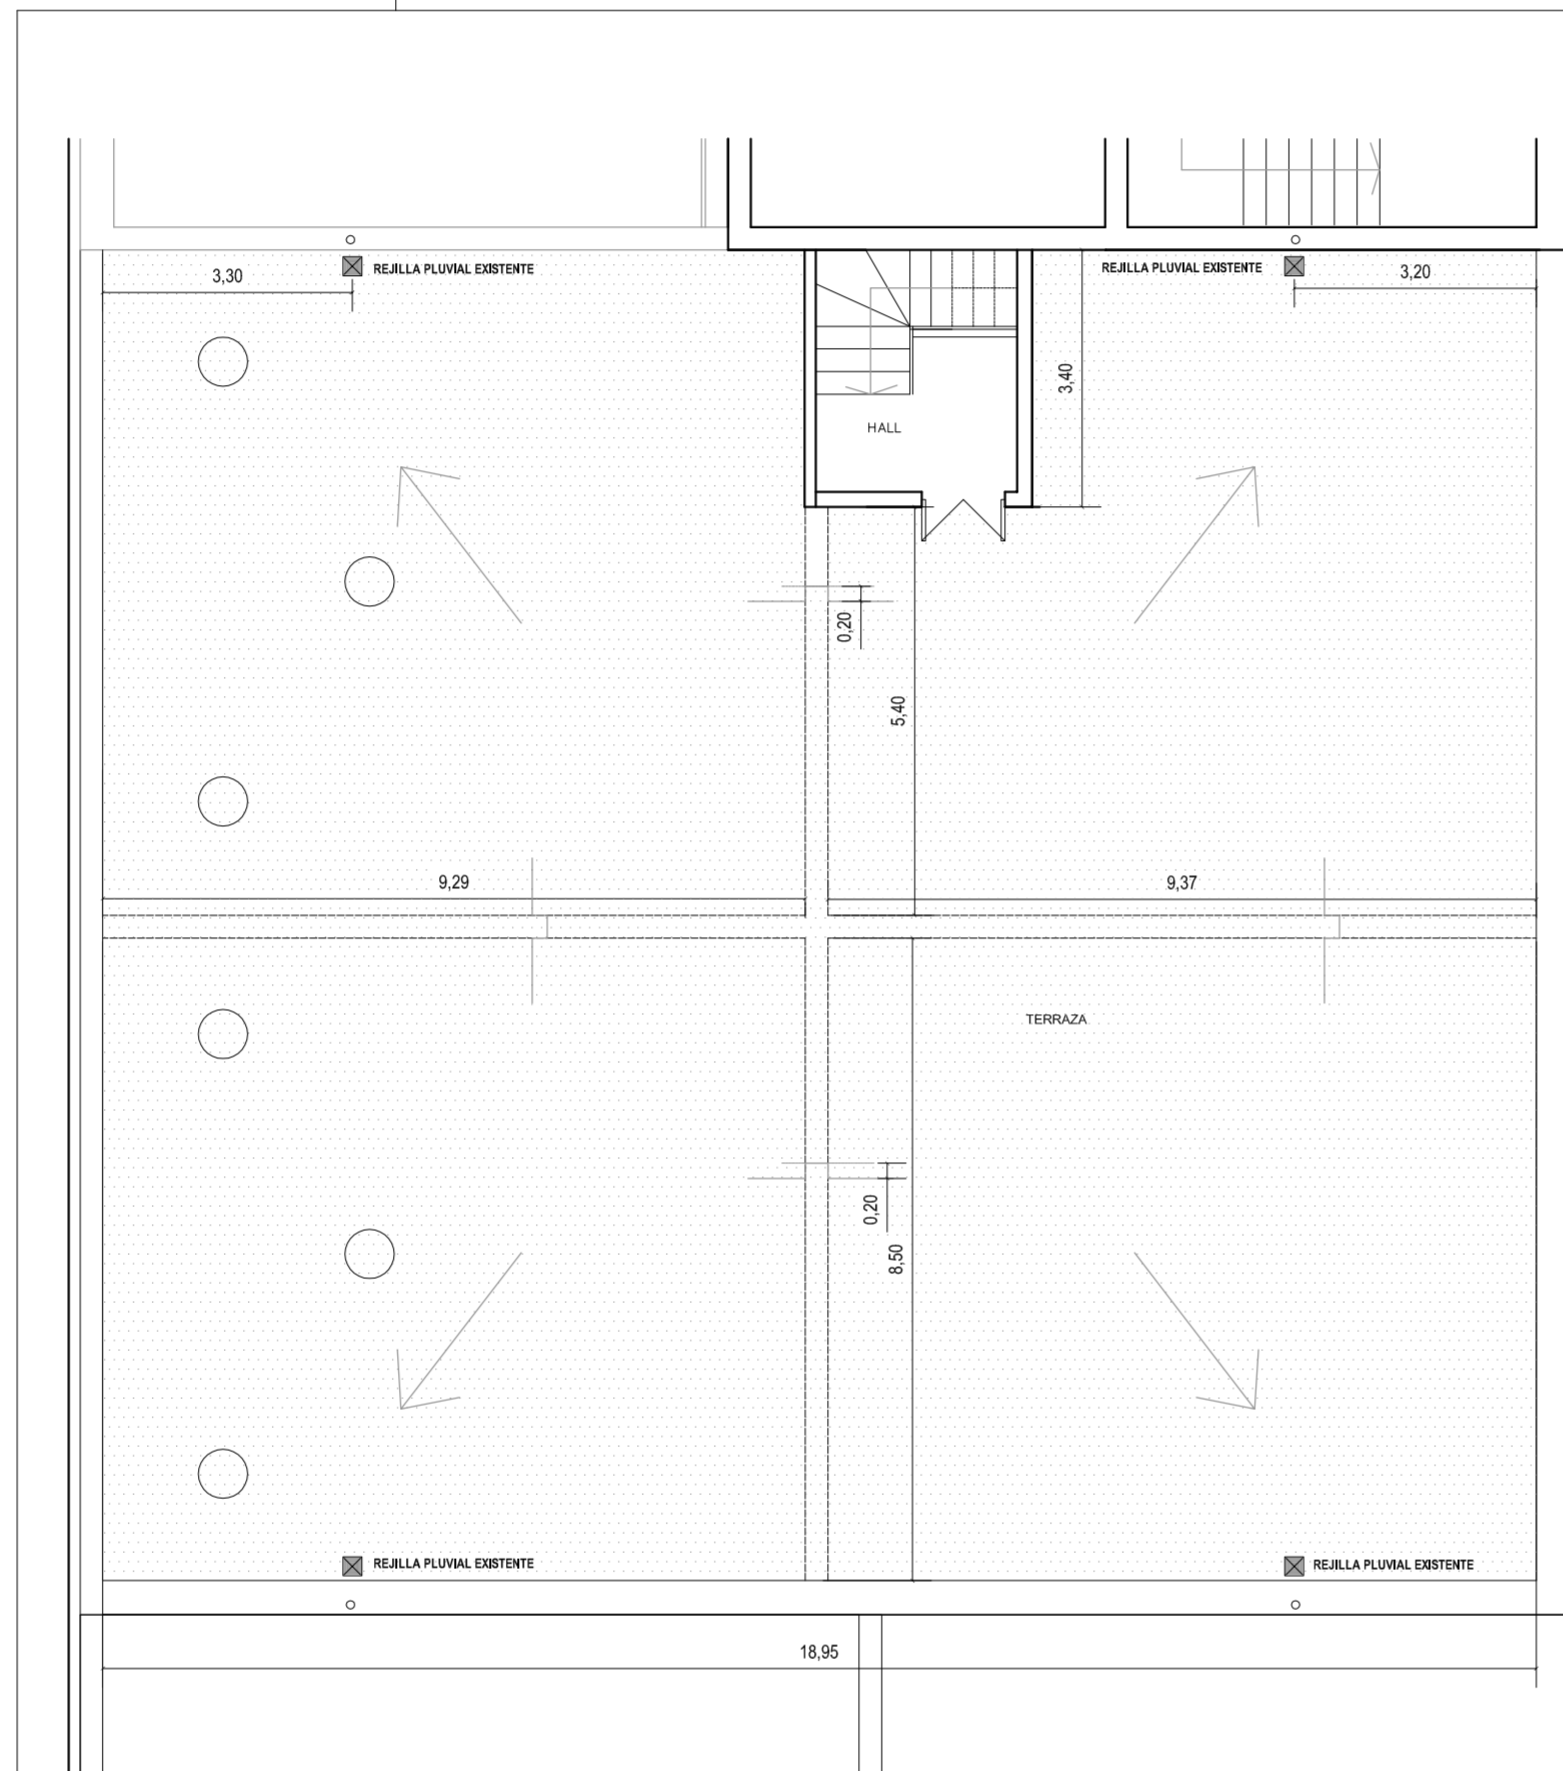 REJILLA PLUVIAL EXISTENTE
REJILLA PLUVIAL EXISTENTE
3,30
3,20
3,40
HALL
0,20
5,40
9,29
9,37
TERRAZA
0,20
8,50
REJILLA PLUVIAL EXISTENTE
REJILLA PLUVIAL EXISTENTE
18,95